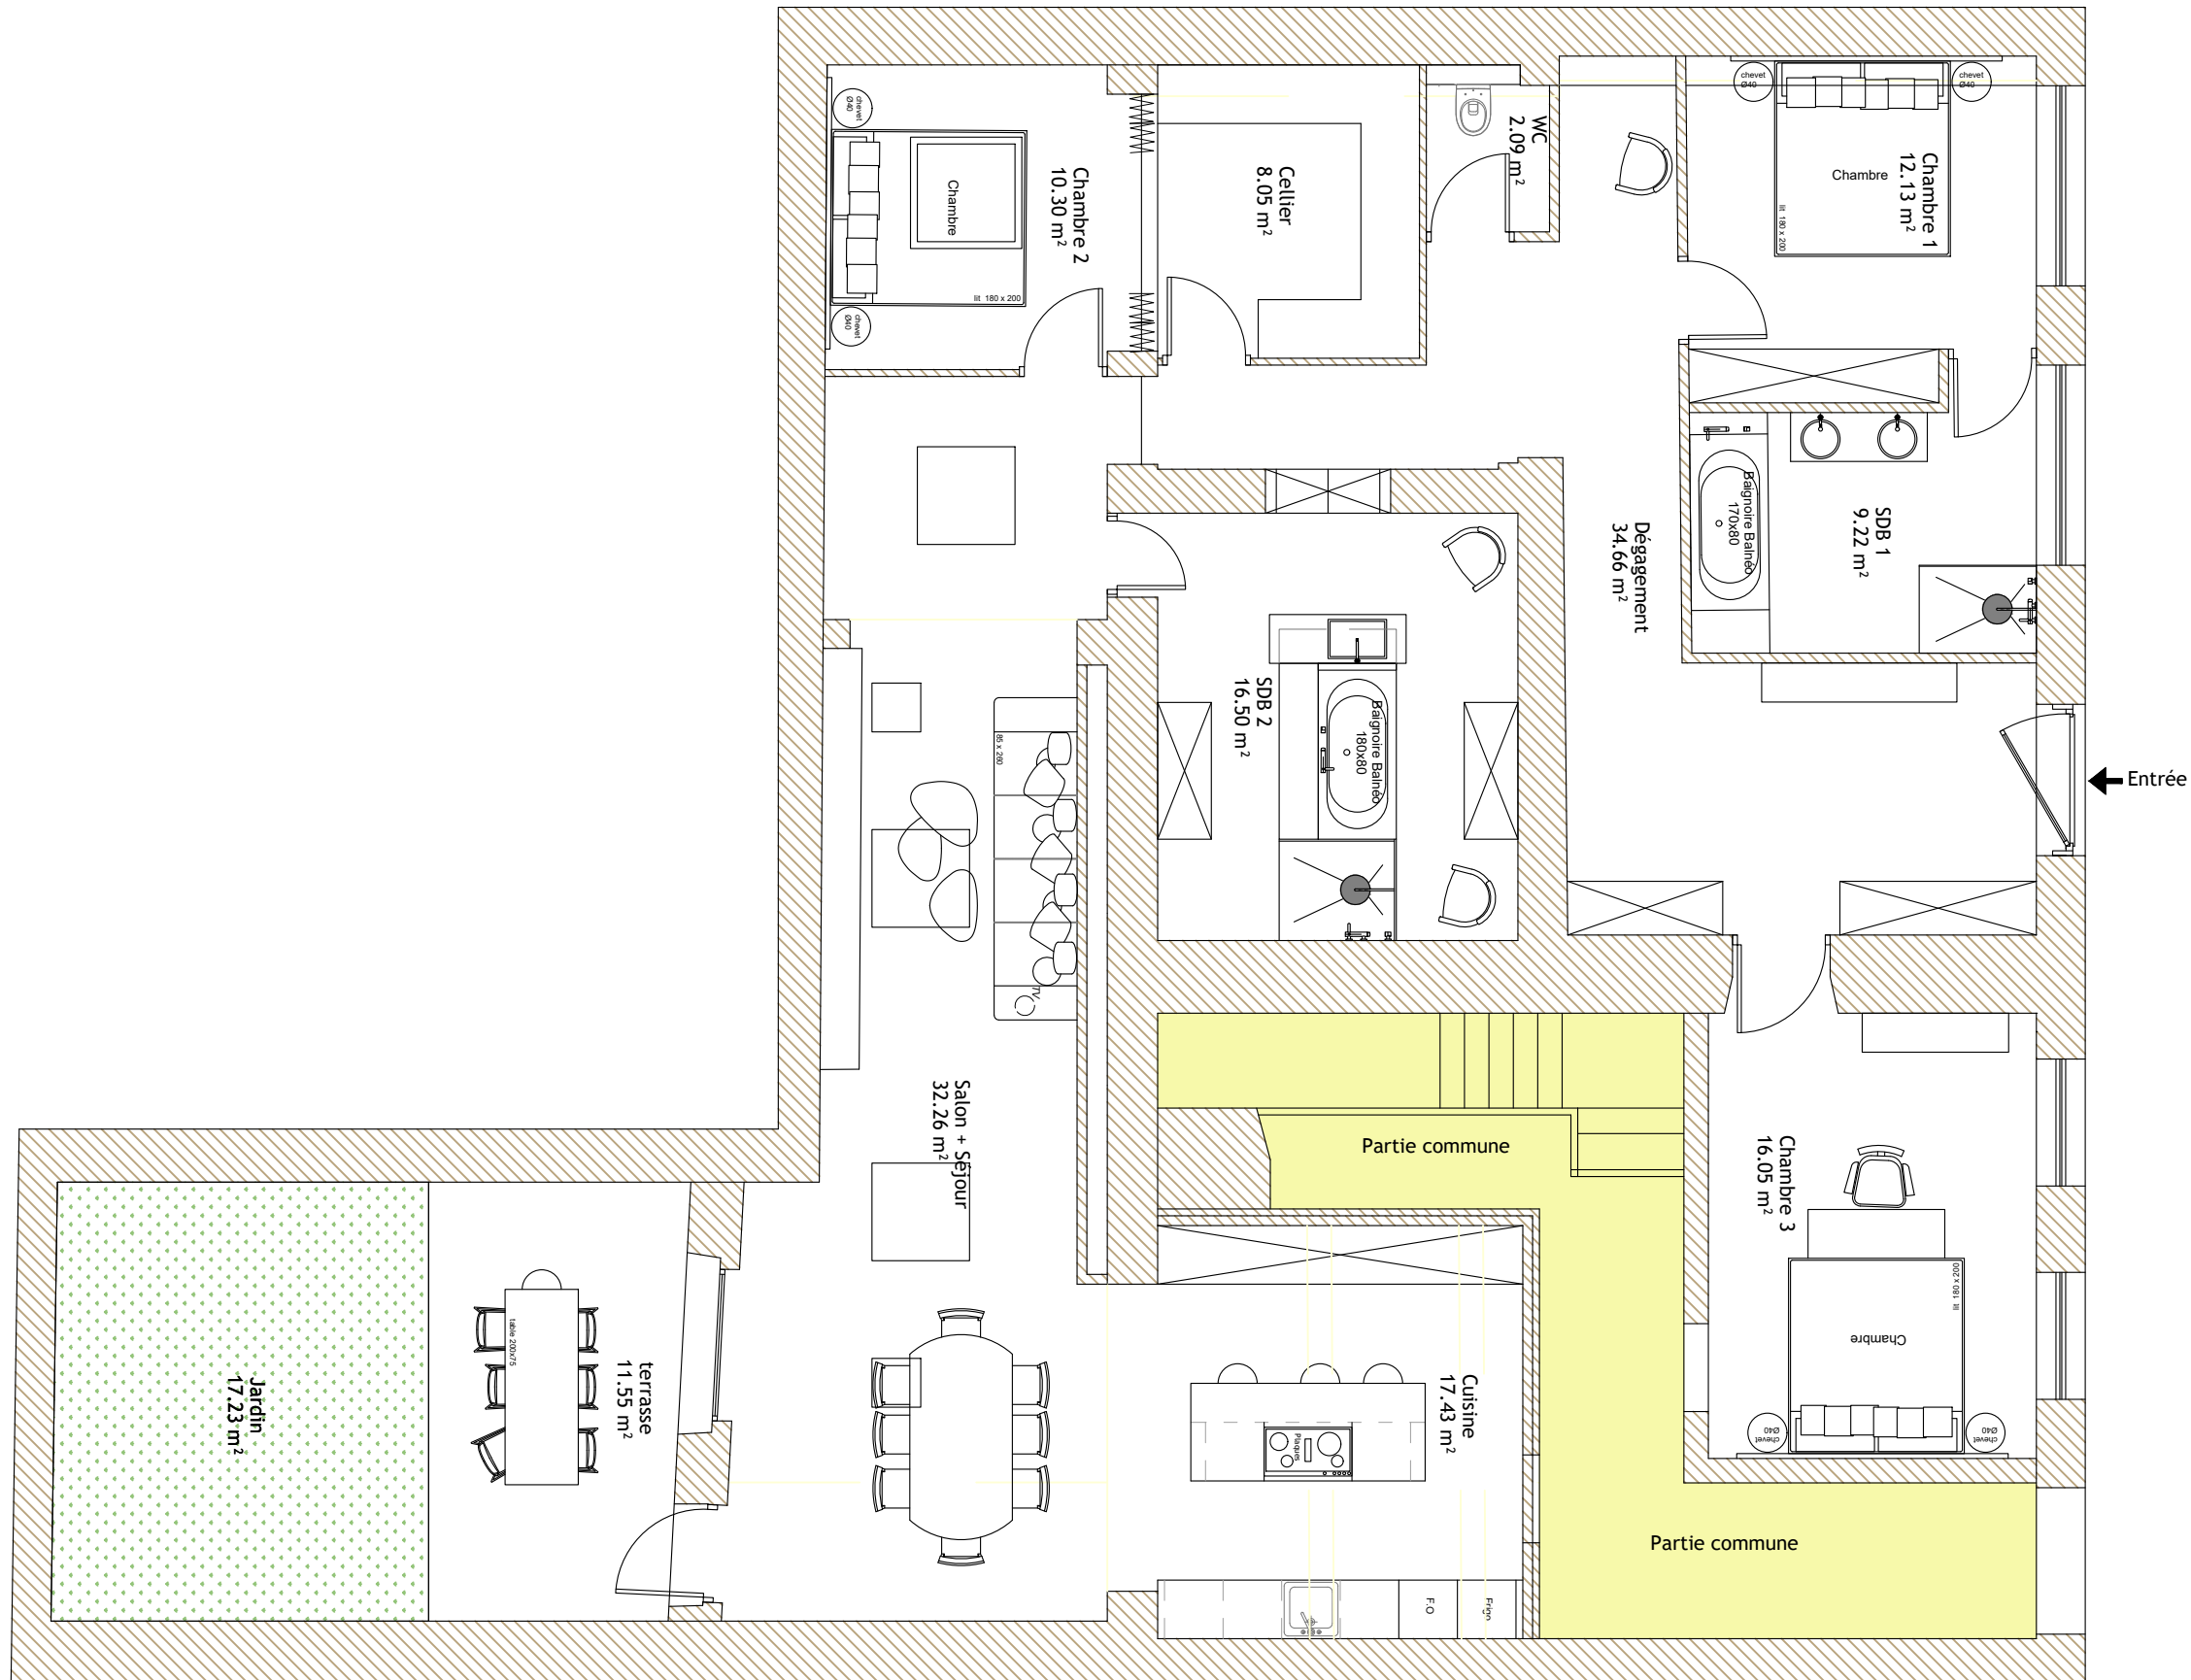 chevet
Ø40
chevet
Ø40
Chambre
lit 180 x 200
Chambre 1
12.13 m²
WC
2.09 m²
Cellier
8.05 m²
Chambre 2
10.30 m²
chevet
Ø40
Chambre
lit 180 x 200
chevet
Ø40
SDB 1
9.22 m²
Baignoire Balnéo
170x80
Dégagement
34.66 m²
SDB 2
16.50 m²
Baignoire Balnéo
180x80
Entrée
85 x 260
TV
Salon + Séjour
32.26 m²
Partie commune
Chambre 3
16.05 m²
lit 180 x 200
Chambre
chevet
Ø40
chevet
Ø40
Cuisine
17.43 m²
Plaques
F.O
Frigo
Partie commune
terrasse
11.55 m²
table 200x75
Jardin
17.23 m²